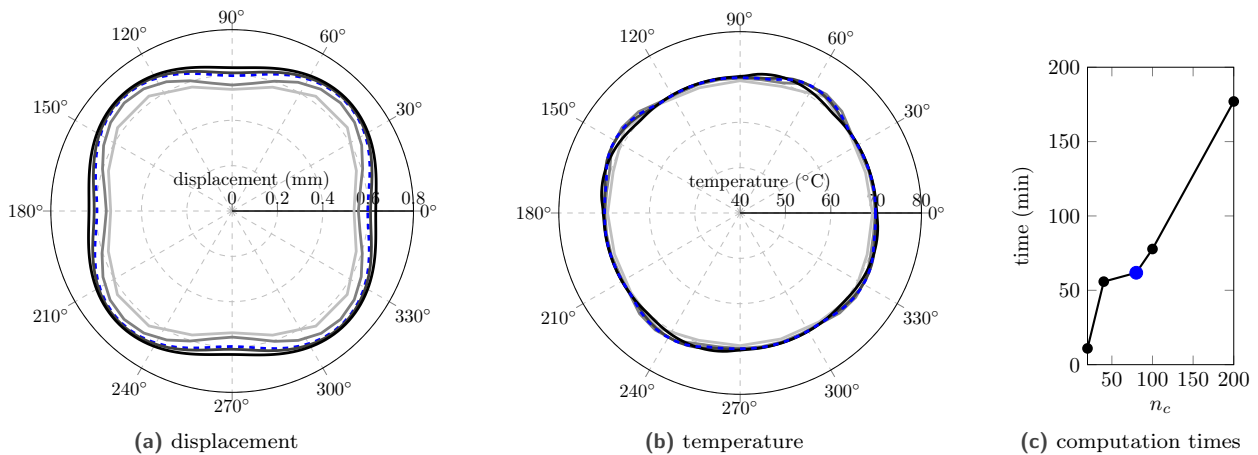 90°
120°
60°
150°
30°
displacement (mm)
0 0.2 0.4 0.6 0.8
180°
0°
210°
330°
240°
300°
270°
(a) displacement
90°
120°
60°
150°
30°
temperature (°C)
40 50 60 70 80
180°
0°
210°
330°
240°
300°
270°
(b) temperature
200
150
100
50
0
time (min)
50 100 150 200
n_c
(c) computation times